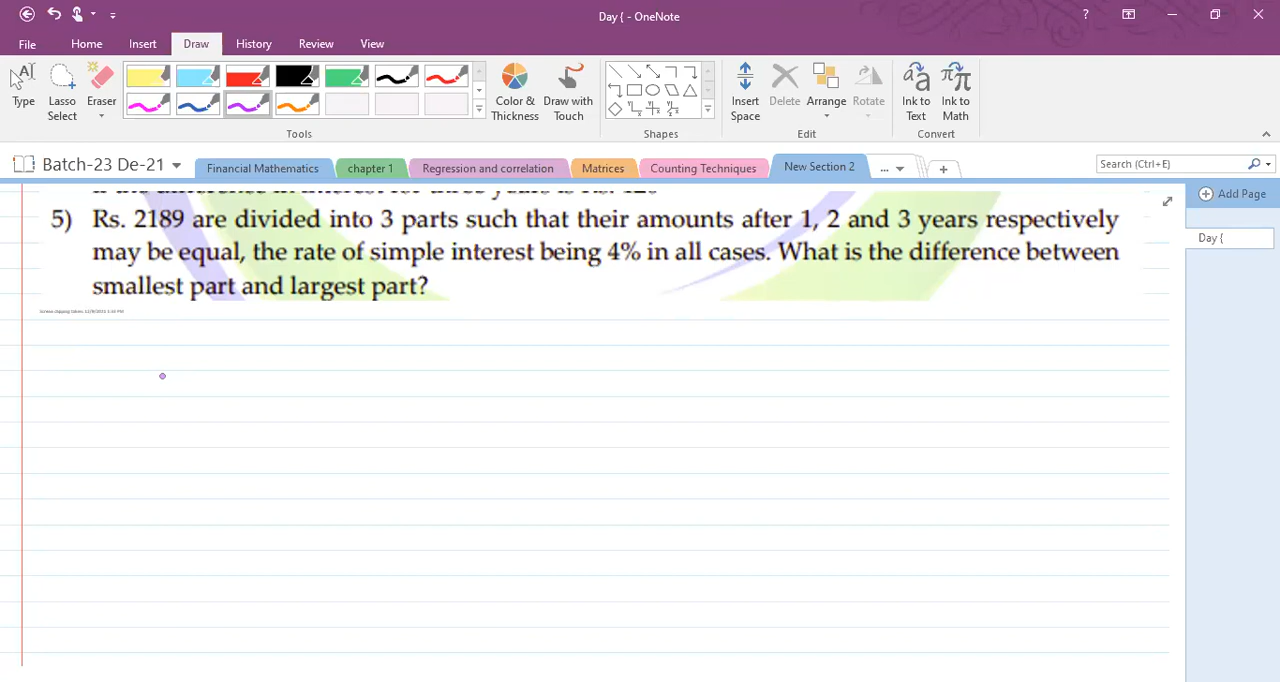 Day { - OneNote
?
File Home Insert Draw History Review View
Type
Lasso Select
Eraser
Color & Thickness
Draw with Touch
Insert Space
Delete
Arrange
Rotate
Ink to Text
Ink to Math
Tools
Shapes
Edit
Convert
Batch-23 De-21
Financial Mathematics
chapter 1
Regression and correlation
Matrices
Counting Techniques
New Section 2
...
Search (Ctrl+E)
Add Page
Day {
5) Rs. 2189 are divided into 3 parts such that their amounts after 1, 2 and 3 years respectively
may be equal, the rate of simple interest being 4% in all cases. What is the difference between
smallest part and largest part?